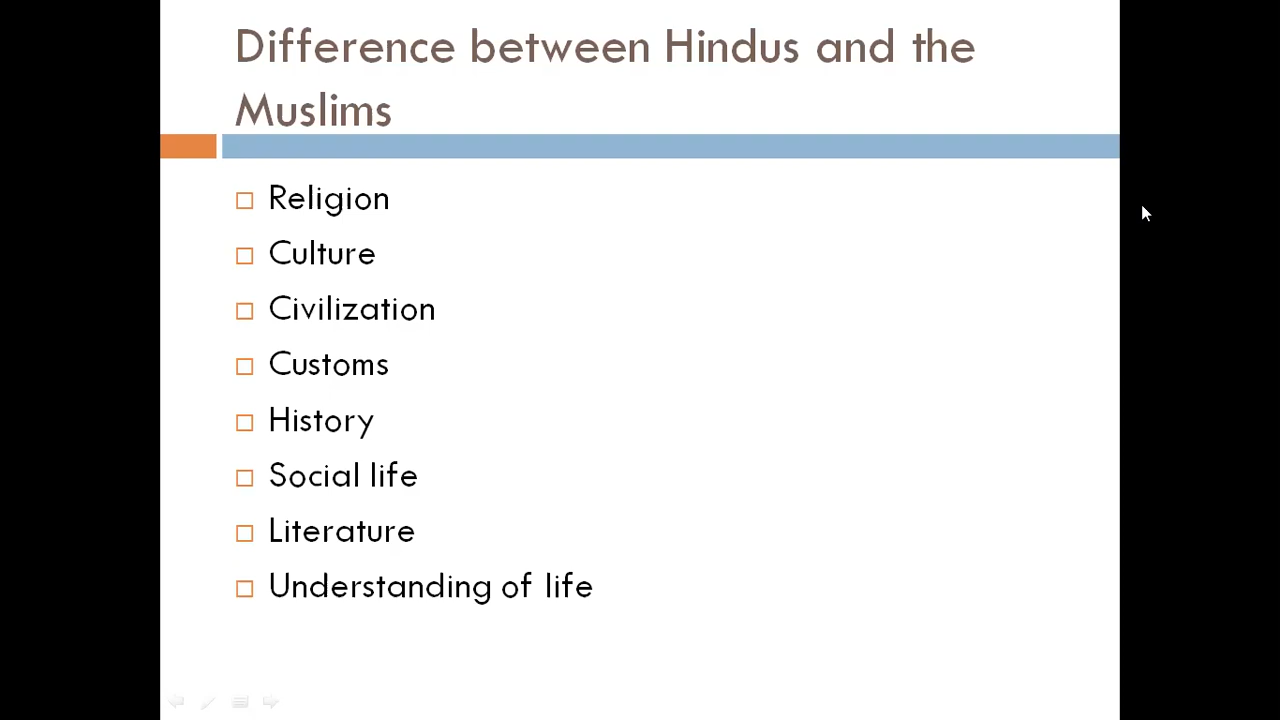 Difference between Hindus and the
Muslims
Religion
Culture
Civilization
Customs
History
Social life
Literature
Understanding of life